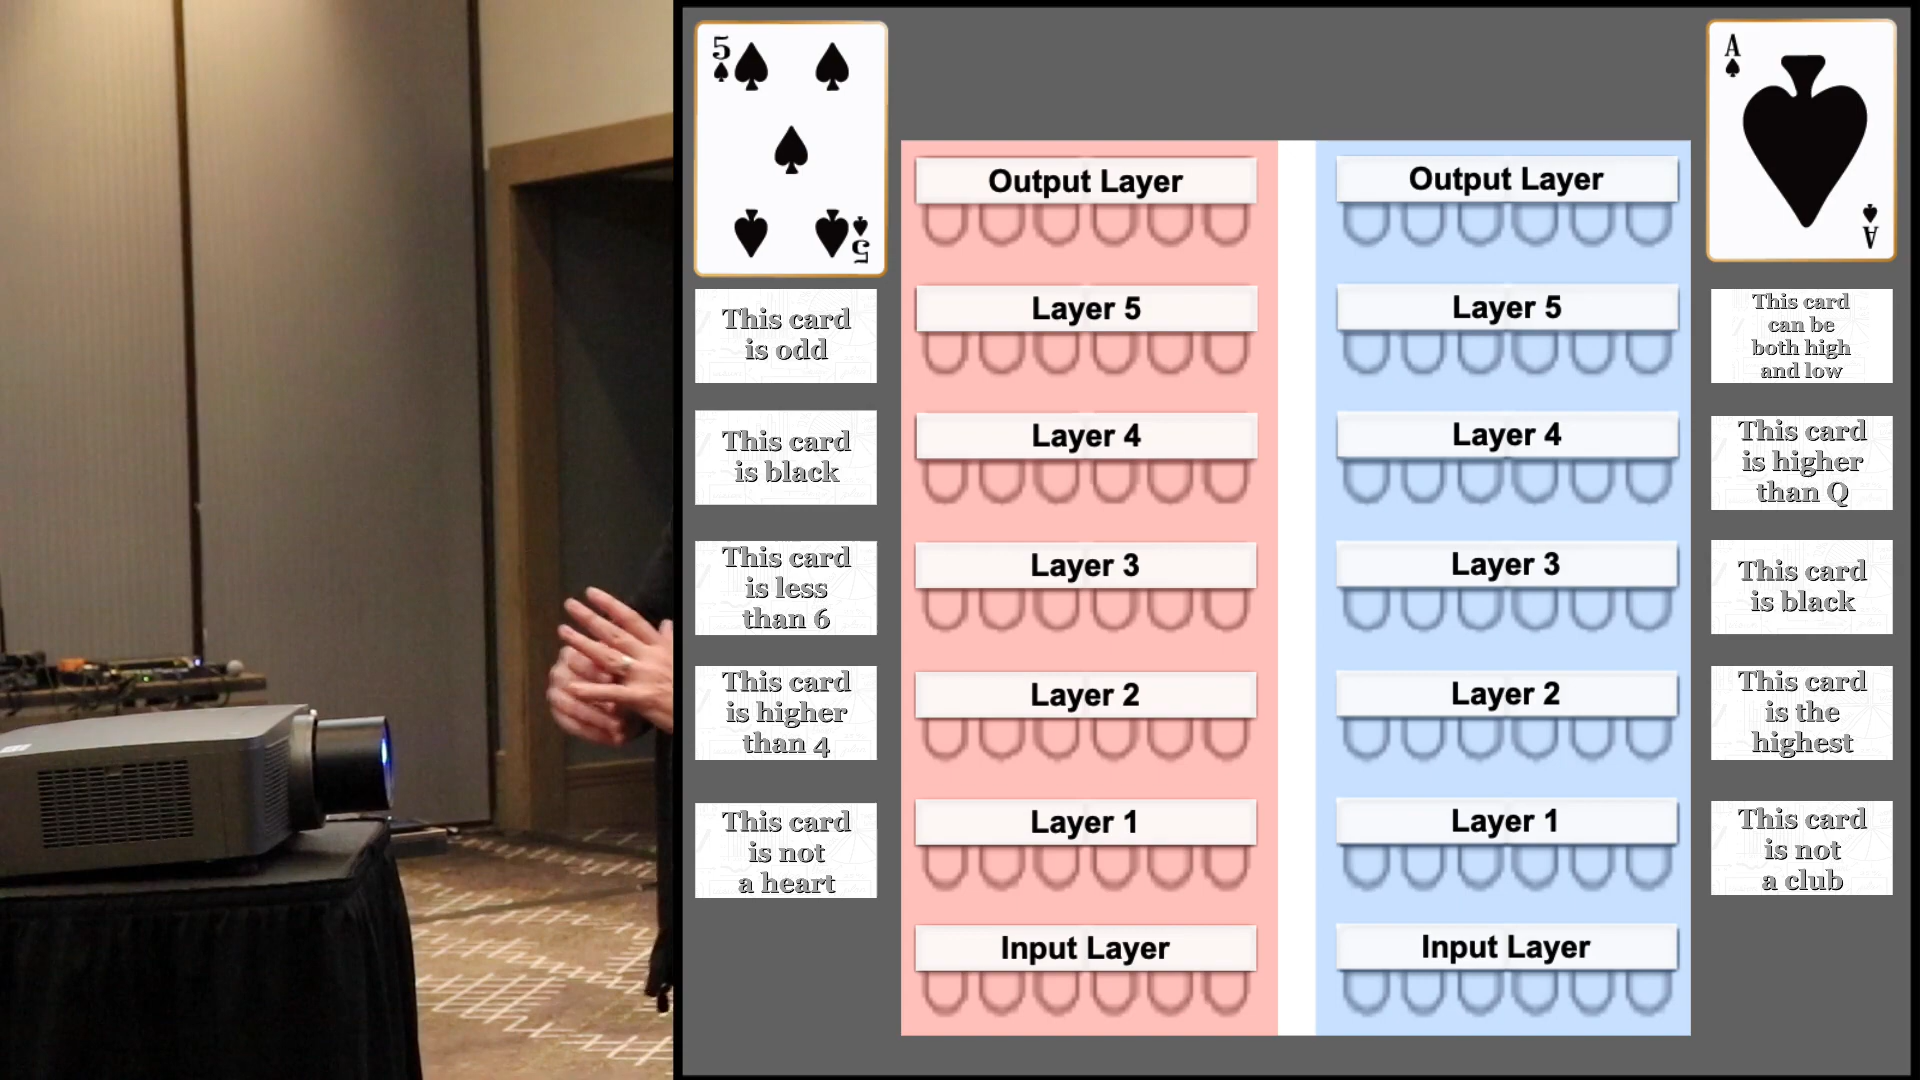 5
This card
is odd
This card
is black
This card
is less
than 6
This card
is higher
than 4
This card
is not
a heart
5
Output Layer
Layer 5
Layer 4
Layer 3
Layer 2
Layer 1
Input Layer
Output Layer
Layer 5
Layer 4
Layer 3
Layer 2
Layer 1
Input Layer
A
A
This card
can be
both high
and low
This card
is higher
than Q
This card
is black
This card
is the
highest
This card
is not
a club